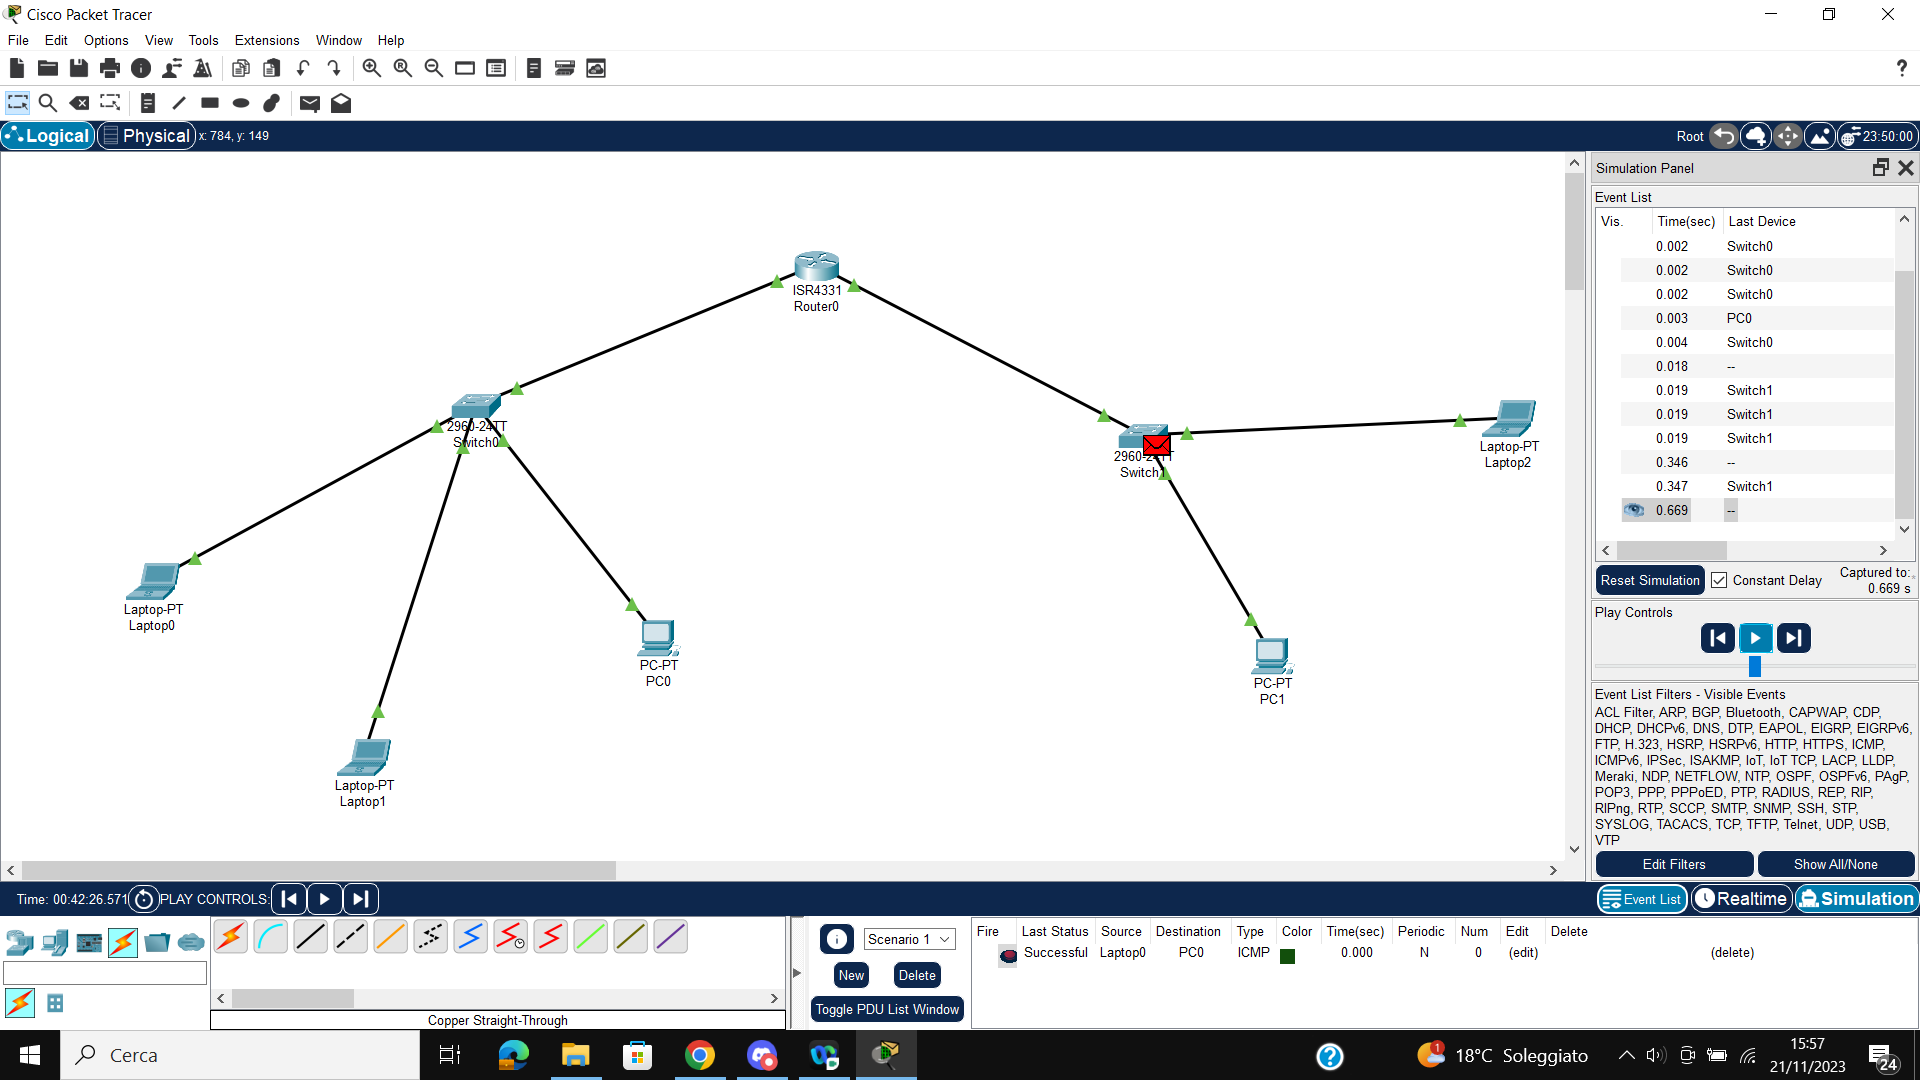 Cisco Packet Tracer
File Edit Options View Tools Extensions Window Help
?
Logical Physical x: 784, y: 149 Root 23:50:00
Simulation Panel
Event List
Vis. Time(sec) Last Device
0.002 Switch0
0.002 Switch0
0.002 Switch0
0.003 PC0
0.004 Switch0
0.018 --
0.019 Switch1
0.019 Switch1
0.019 Switch1
0.346 --
0.347 Switch1
0.669 --
Reset Simulation Constant Delay Captured to:
0.669 s
Play Controls
Event List Filters - Visible Events
ACL Filter, ARP, BGP, Bluetooth, CAPWAP, CDP,
DHCP, DHCPv6, DNS, DTP, EAPOL, EIGRP, EIGRPv6,
FTP, H.323, HSRP, HSRPv6, HTTP, HTTPS, ICMP,
ICMPv6, IPSec, ISAKMP, IoT, IoT TCP, LACP, LLDP,
Meraki, NDP, NETFLOW, NTP, OSPF, OSPFv6, PAgP,
POP3, PPP, PPPoED, PTP, RADIUS, REP, RIP,
RIPng, RTP, SCCP, SMTP, SNMP, SSH, STP,
SYSLOG, TACACS, TCP, TFTP, Telnet, UDP, USB,
VTP
Edit Filters Show All/None
ISR4331
Router0
2960-24TT
Switch0
2960-24TT
Switch1
Laptop-PT
Laptop2
Laptop-PT
Laptop0
PC-PT
PC0
PC-PT
PC1
Laptop-PT
Laptop1
Time: 00:42:26.571 PLAY CONTROLS: Event List Realtime Simulation
Scenario 1
New Delete
Toggle PDU List Window
Fire Last Status Source Destination Type Color Time(sec) Periodic Num Edit Delete
Successful Laptop0 PC0 ICMP 0.000 N 0 (edit) (delete)
Copper Straight-Through
Cerca
1
18°C Soleggiato
15:57
21/11/2023
24